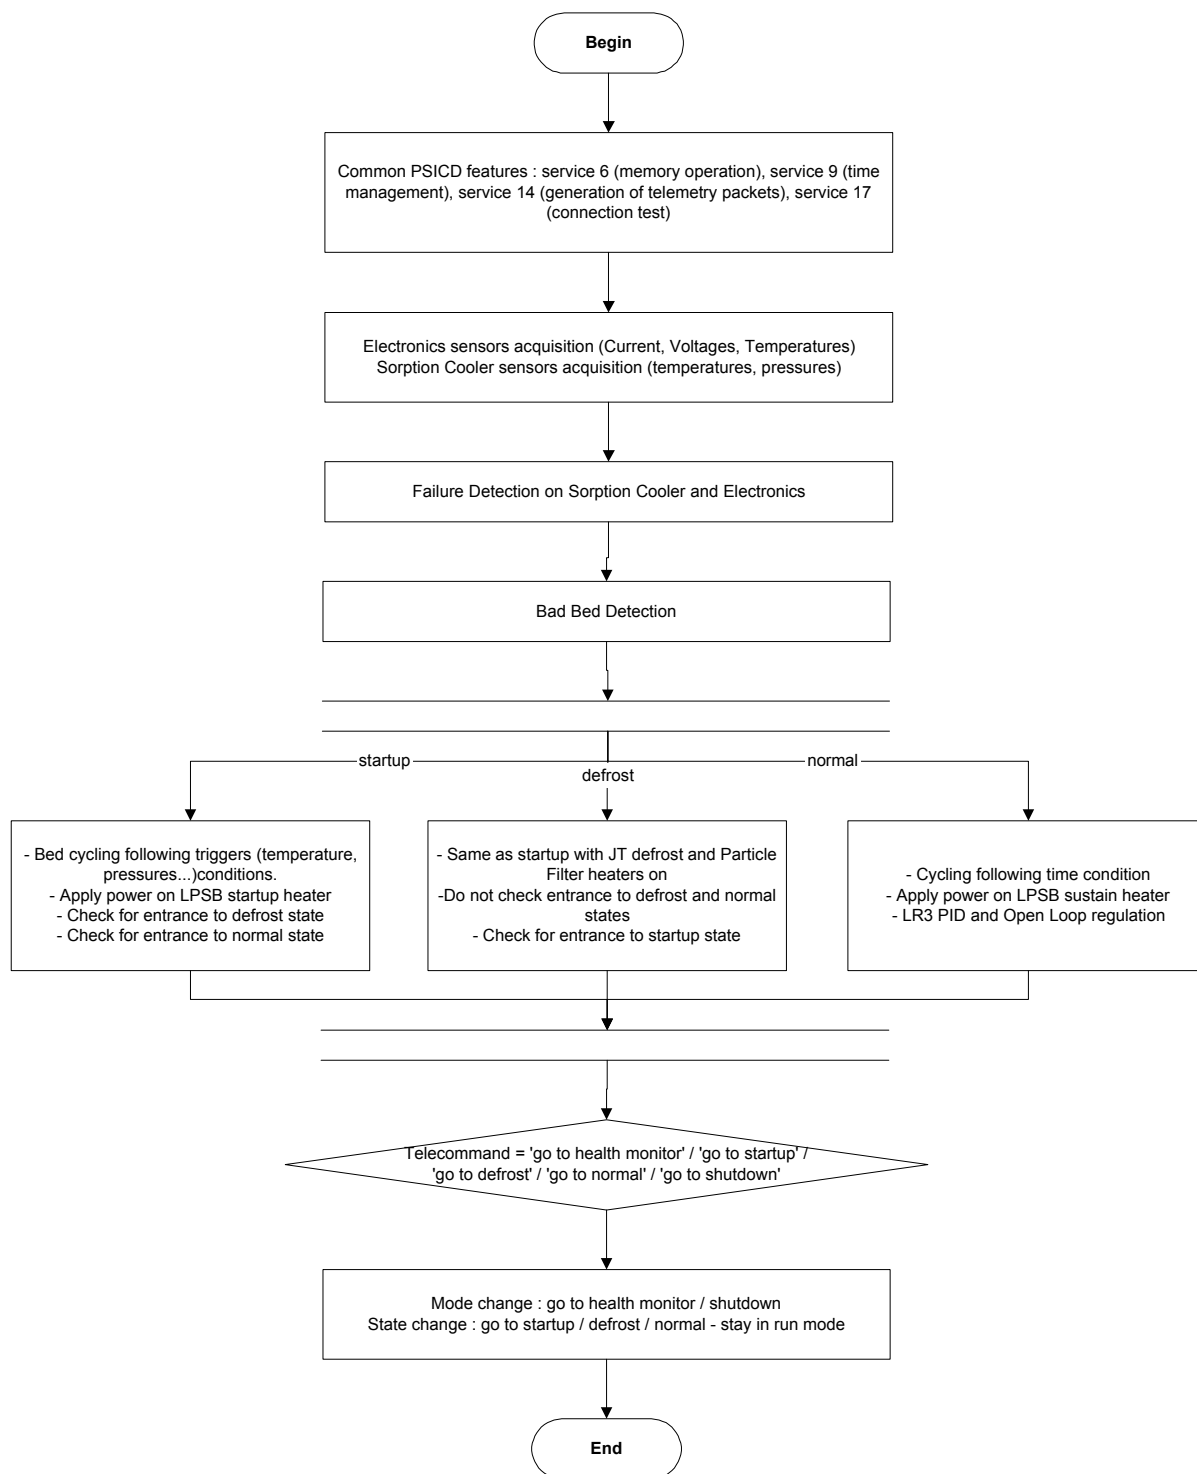 Begin
Common PSICD features : service 6 (memory operation), service 9 (time
management), service 14 (generation of telemetry packets), service 17
(connection test)
Electronics sensors acquisition (Current, Voltages, Temperatures)
Sorption Cooler sensors acquisition (temperatures, pressures)
Failure Detection on Sorption Cooler and Electronics
Bad Bed Detection
startup
defrost
normal
- Bed cycling following triggers (temperature,
pressures...)conditions.
- Apply power on LPSB startup heater
- Check for entrance to defrost state
- Check for entrance to normal state
- Same as startup with JT defrost and Particle
Filter heaters on
-Do not check entrance to defrost and normal
states
- Check for entrance to startup state
- Cycling following time condition
- Apply power on LPSB sustain heater
- LR3 PID and Open Loop regulation
Telecommand = 'go to health monitor' / 'go to startup' /
'go to defrost' / 'go to normal' / 'go to shutdown'
Mode change : go to health monitor / shutdown
State change : go to startup / defrost / normal - stay in run mode
End